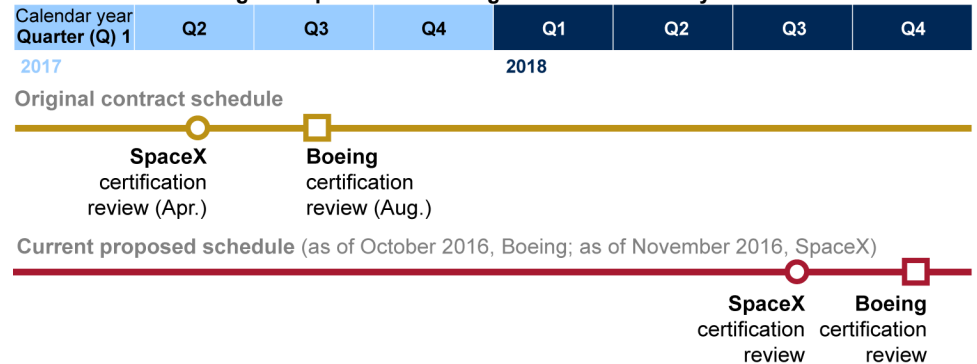 Calendar year
Quarter (Q) 1 Q2 Q3 Q4 Q1 Q2 Q3 Q4
2017 2018
Original contract schedule
SpaceX Boeing
certification certification
review (Apr.) review (Aug.)
Current proposed schedule (as of October 2016, Boeing; as of November 2016, SpaceX)
SpaceX Boeing
certification certification
review review